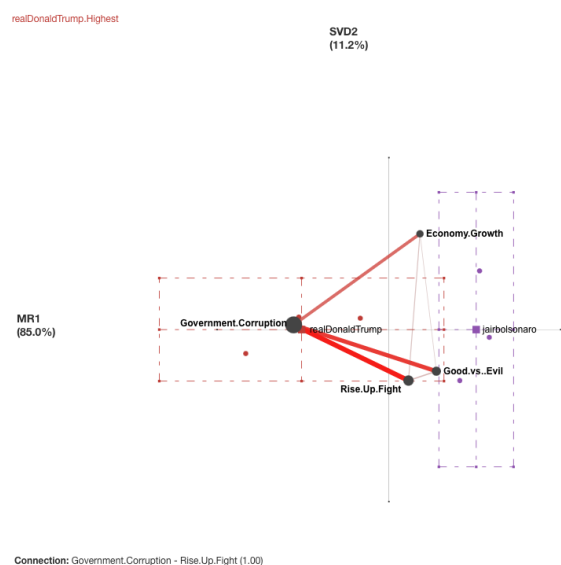 realDonaldTrump.Highest
SVD2
(11.2%)
Economy.Growth
MR1
(85.0%)
Government.Corruption
realDonaldTrump
jairbolsonaro
Good.vs..Evil
Rise.Up.Fight
Connection: Government.Corruption - Rise.Up.Fight (1.00)